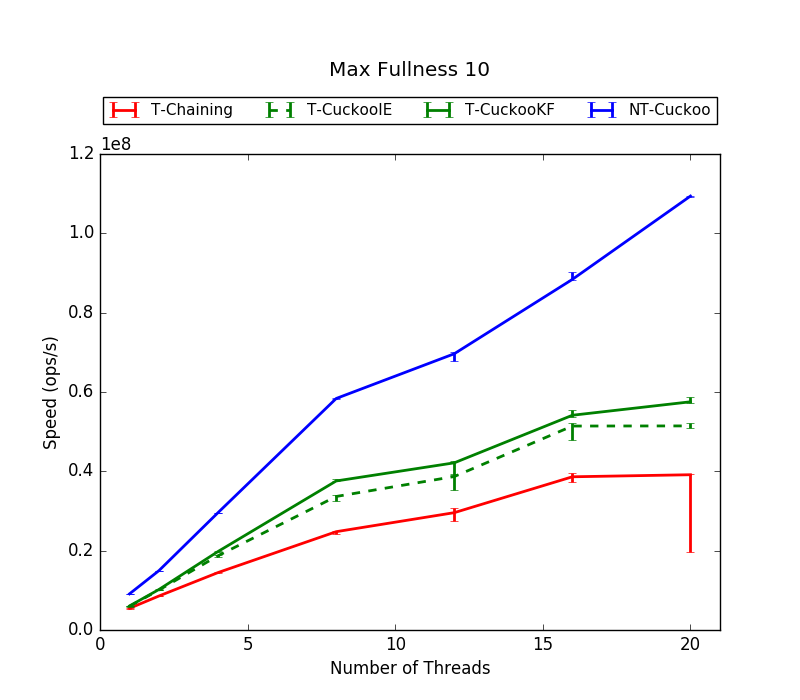 Max Fullness 10
T-Chaining T-CuckooIE T-CuckooKF NT-Cuckoo
1e8
1.2
1.0
0.8
0.6
0.4
0.2
0.0
Speed (ops/s)
0 5 10 15 20
Number of Threads